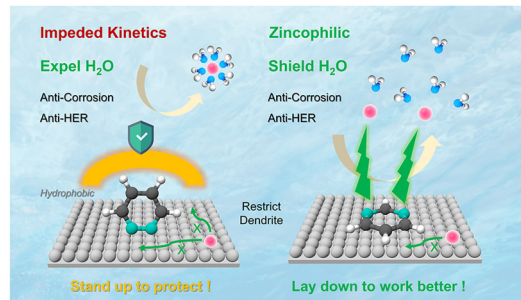 Impeded Kinetics
Expel H₂O
Anti-Corrosion
Anti-HER
Hydrophobic
X
X
Stand up to protect !
Restrict
Dendrite
Zincophilic
Shield H₂O
Anti-Corrosion
Anti-HER
X
Lay down to work better !